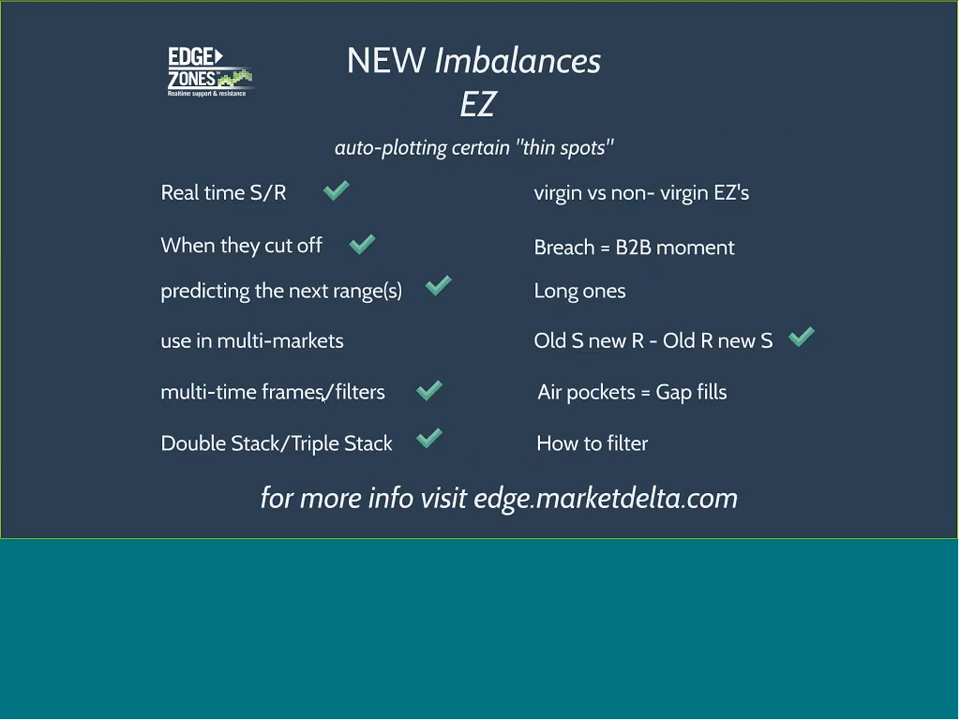 EDGE
ZONES
Realtime support & resistance
NEW Imbalances
EZ
auto-plotting certain "thin spots"
Real time S/R
When they cut off
predicting the next range(s)
use in multi-markets
multi-time frames/filters
Double Stack/Triple Stack
virgin vs non- virgin EZ's
Breach = B2B moment
Long ones
Old S new R - Old R new S
Air pockets = Gap fills
How to filter
for more info visit edge.marketdelta.com